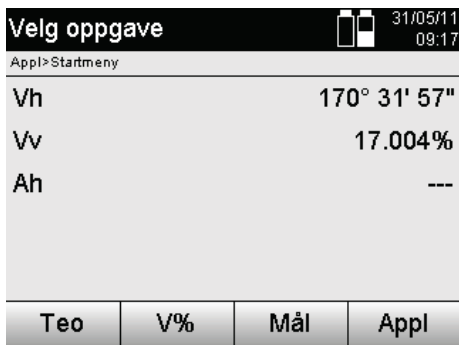 Velg oppgave 31/05/11
09:17
Appl>Startmeny
Vh 170° 31' 57"
Vv 17.004%
Ah ---
Teo V% Mål Appl